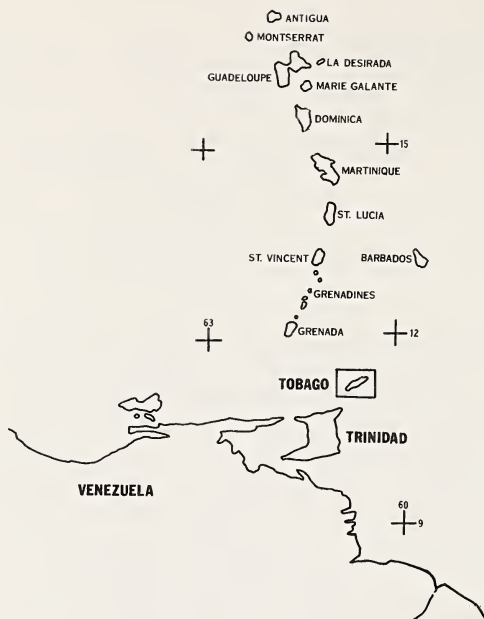 ANTIGUA
MONTSERRAT
LA DESIRADA
GUADELOUPE
MARIE GALANTE
DOMINICA
15
MARTINIQUE
ST. LUCIA
ST. VINCENT
BARBADOS
GRENADINES
63
GRENADA
12
TOBAGO
TRINIDAD
VENEZUELA
60
9